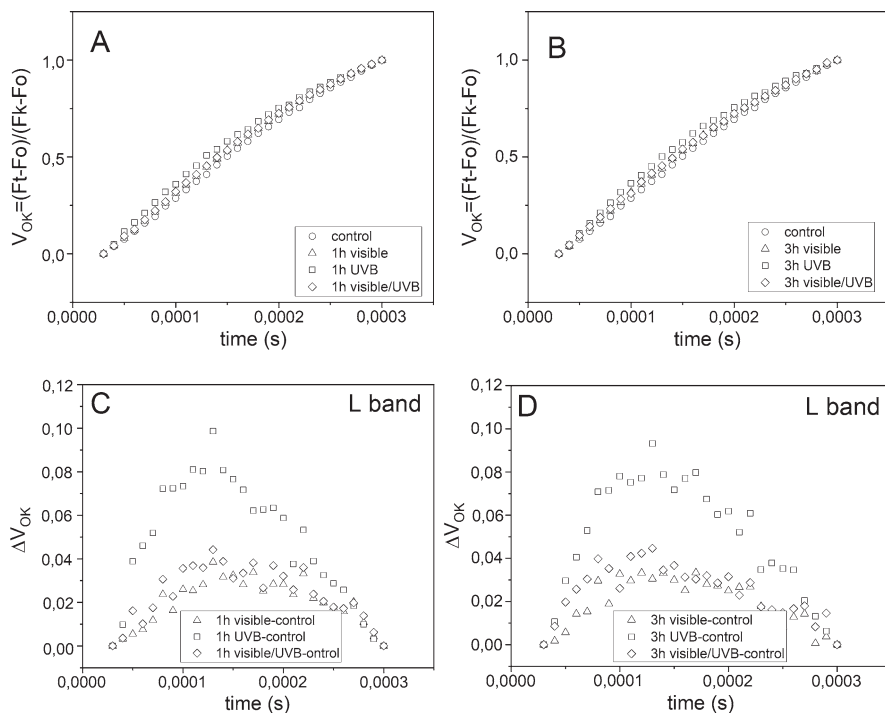 A
V_OK=(Ft-Fo)/(Fk-Fo)
1,0
0,5
0,0
control
1h visible
1h UVB
1h visible/UVB
0,0000 0,0001 0,0002 0,0003
time (s)
B
V_OK=(Ft-Fo)/(Fk-Fo)
1,0
0,5
0,0
control
3h visible
3h UVB
3h visible/UVB
0,0000 0,0001 0,0002 0,0003
time (s)
C
L band
ΔV_OK
0,12
0,10
0,08
0,06
0,04
0,02
0,00
1h visible-control
1h UVB-control
1h visible/UVB-ontrol
0,0000 0,0001 0,0002 0,0003
time (s)
D
L band
ΔV_OK
0,12
0,10
0,08
0,06
0,04
0,02
0,00
3h visible-control
3h UVB-control
3h visible/UVB-control
0,0000 0,0001 0,0002 0,0003
time (s)